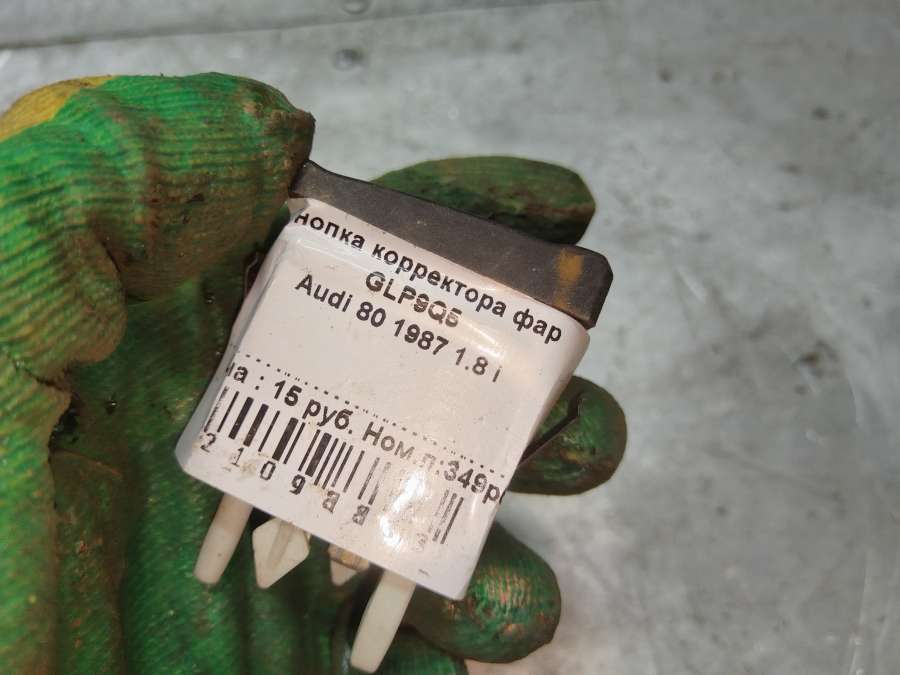 нопка корректора фар
GLP9Q5
Audi 80 1987 1.8 i
на : 15 руб. Ном.п.:349р